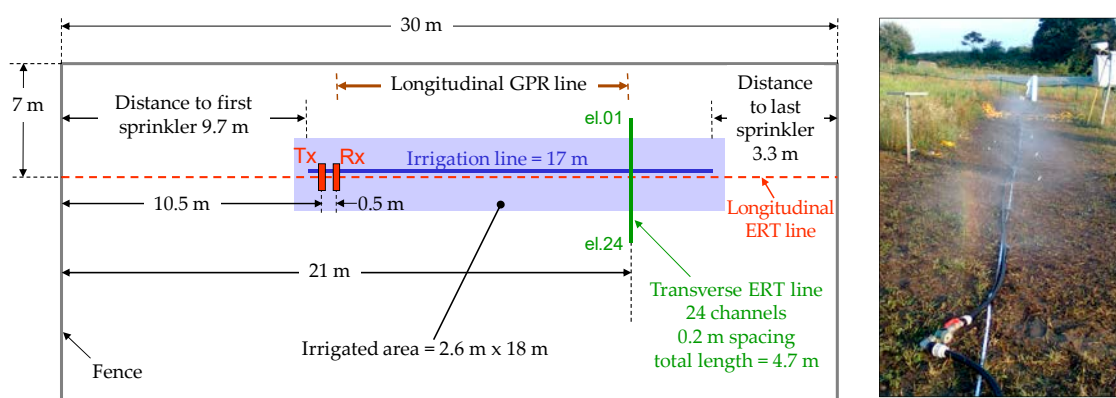 30 m
7 m
Longitudinal GPR line
Distance to first
sprinkler 9.7 m
Distance
to last
sprinkler
3.3 m
el.01
Tx
Rx
Irrigation line = 17 m
10.5 m
0.5 m
Longitudinal
ERT line
el.24
21 m
Transverse ERT line
24 channels
0.2 m spacing
total length = 4.7 m
Irrigated area = 2.6 m x 18 m
Fence